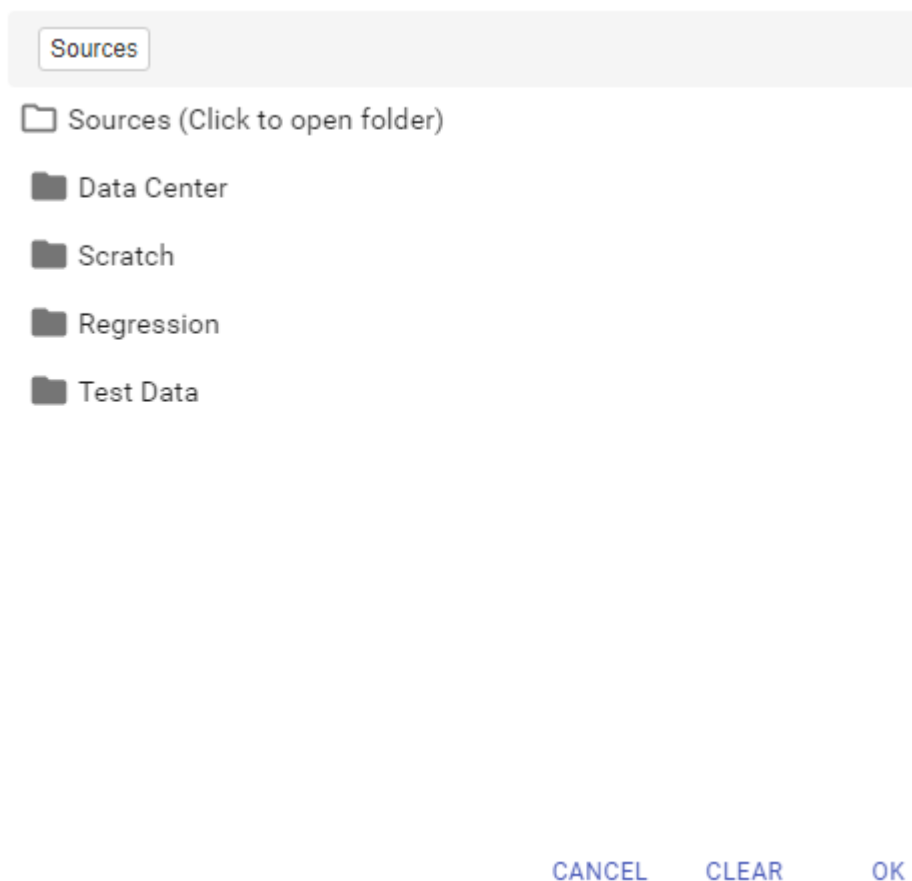 Sources
Sources (Click to open folder)
Data Center
Scratch
Regression
Test Data
CANCEL CLEAR OK